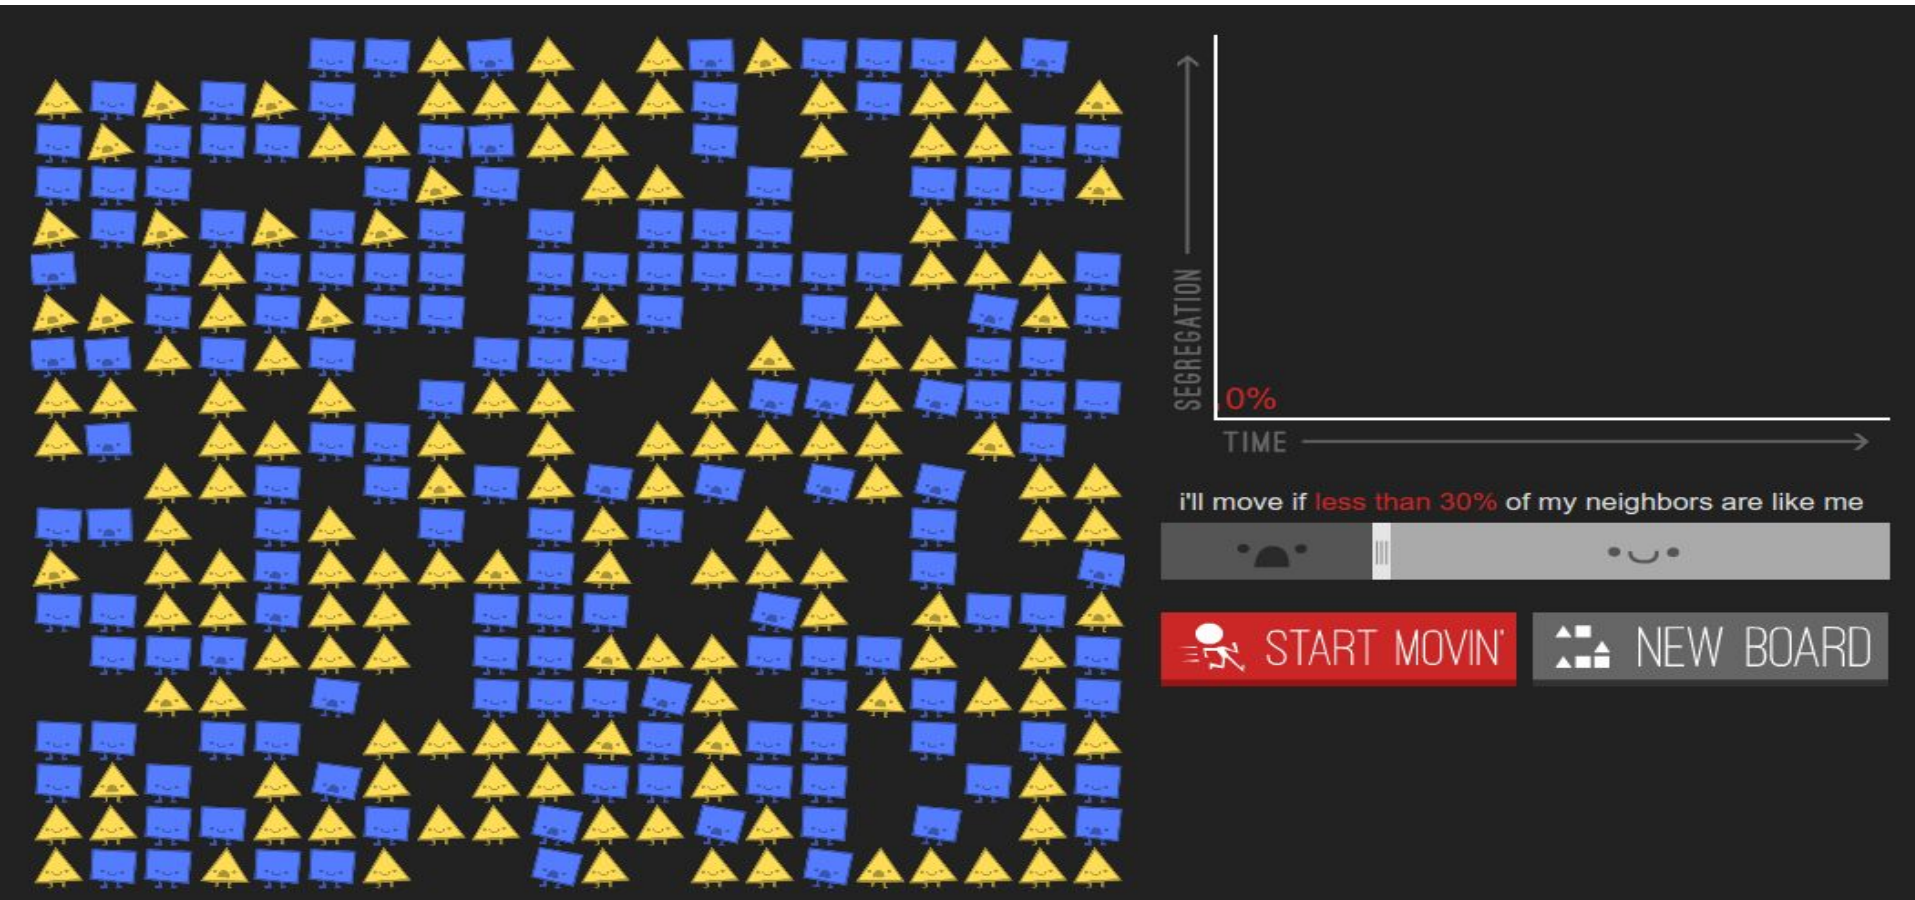 SEGREGATION
0%
TIME
i'll move if less than 30% of my neighbors are like me
START MOVIN'
NEW BOARD